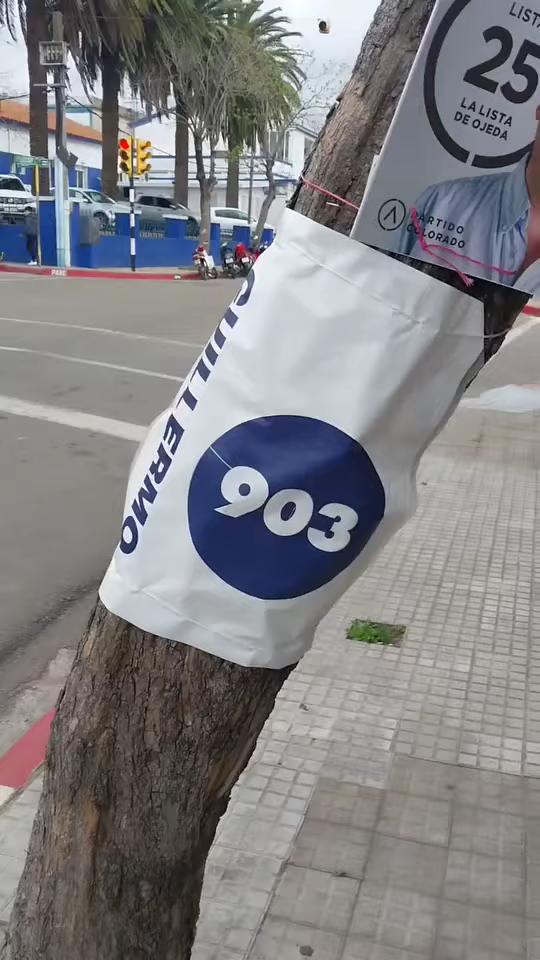 LISTA
25
LA LISTA
DE OJEDA
PARTIDO
COLORADO
GUILLERMO
903